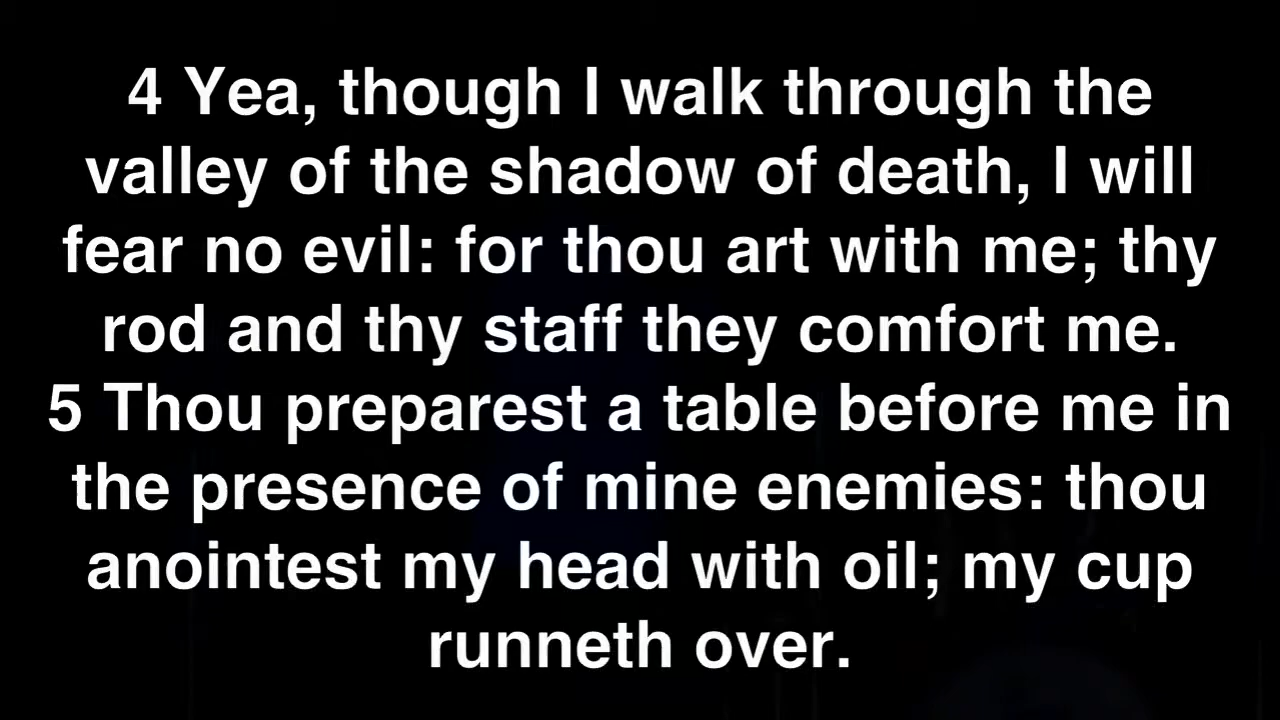 4 Yea, though I walk through the
valley of the shadow of death, I will
fear no evil: for thou art with me; thy
rod and thy staff they comfort me.
5 Thou preparest a table before me in
the presence of mine enemies: thou
anointest my head with oil; my cup
runneth over.